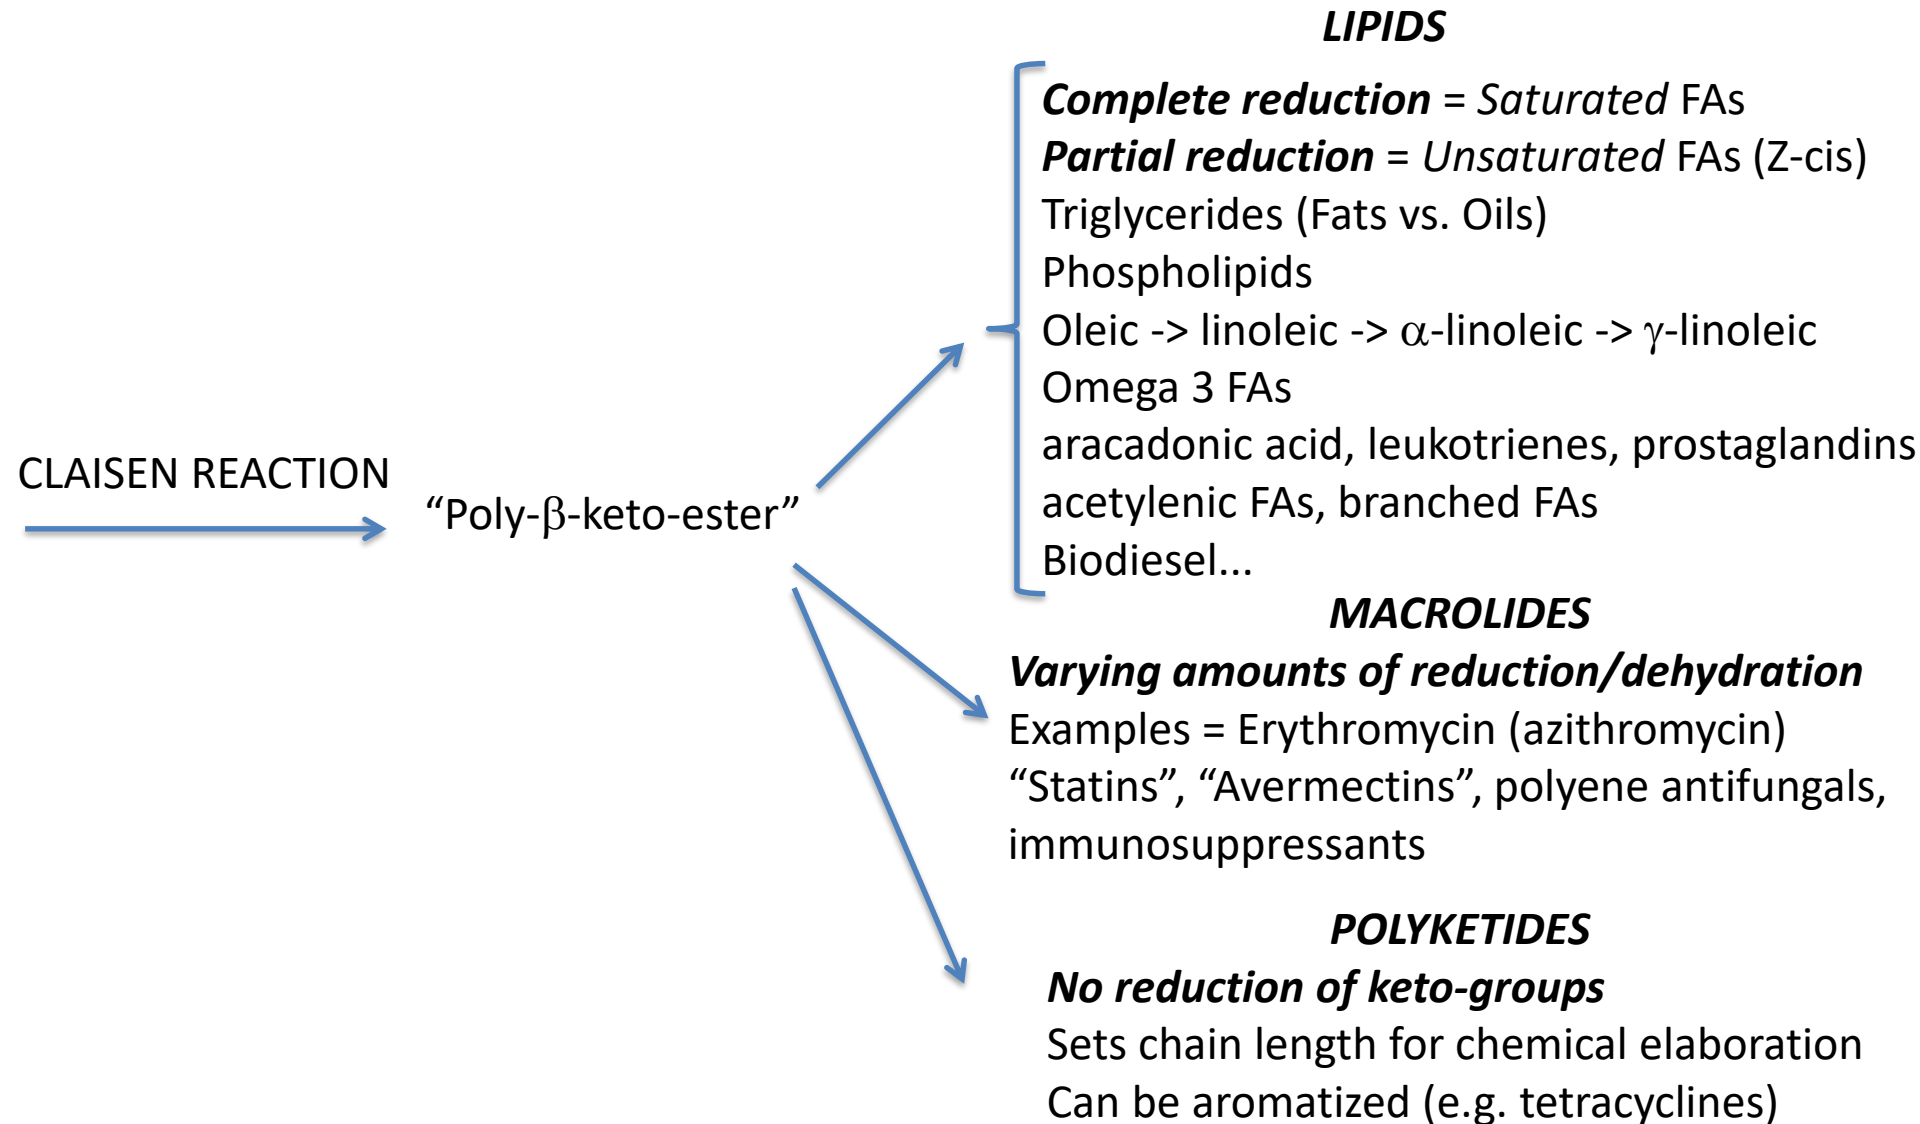 LIPIDS
Complete reduction = Saturated FAs
Partial reduction = Unsaturated FAs (Z-cis)
Triglycerides (Fats vs. Oils)
Phospholipids
Oleic -> linoleic -> α-linoleic -> γ-linoleic
Omega 3 FAs
aracadonic acid, leukotrienes, prostaglandins
acetylenic FAs, branched FAs
Biodiesel...
CLAISEN REACTION
“Poly-β-keto-ester”
MACROLIDES
Varying amounts of reduction/dehydration
Examples = Erythromycin (azithromycin)
“Statins”, “Avermectins”, polyene antifungals,
immunosuppressants
POLYKETIDES
No reduction of keto-groups
Sets chain length for chemical elaboration
Can be aromatized (e.g. tetracyclines)